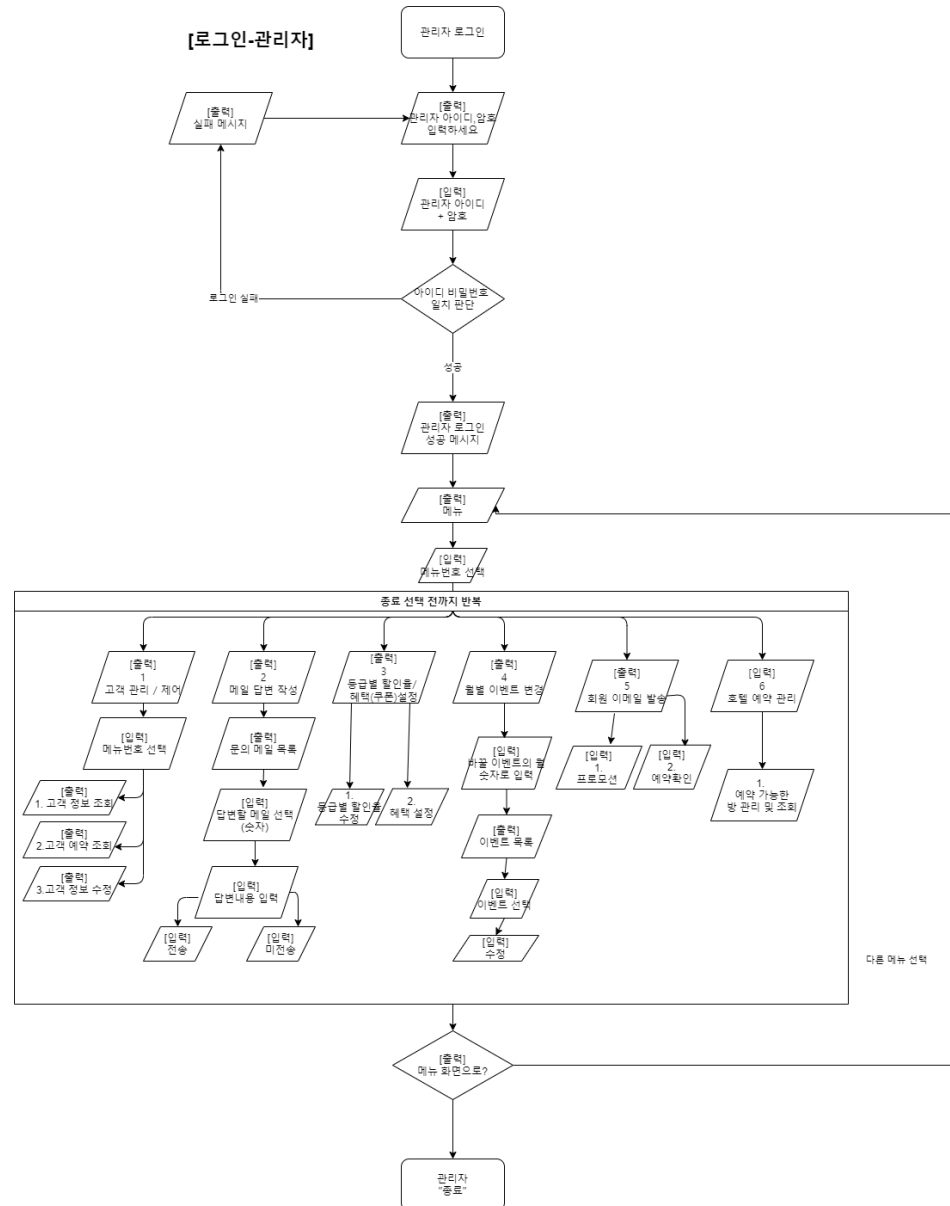 [로그인-관리자]
관리자 로그인
[출력]
실패 메시지
[출력]
관리자 아이디,암호
입력하세요
[입력]
관리자 아이디
+ 암호
로그인 실패
아이디 비밀번호
일치 판단
성공
[출력]
관리자 로그인
성공 메시지
[출력]
메뉴
[입력]
메뉴번호 선택
종료 선택 전까지 반복
[출력]
1
고객 관리 / 제어
[입력]
메뉴번호 선택
[출력]
1. 고객 정보 조회
[출력]
2.고객 예약 조회
[출력]
3.고객 정보 수정
[출력]
2
메일 답변 작성
[출력]
문의 메일 목록
[입력]
답변할 메일 선택
(숫자)
[입력]
답변내용 입력
[입력]
전송
[입력]
미전송
[출력]
3
등급별 할인율/
혜택(쿠폰)설정
1.
등급별 할인율
수정
2.
혜택 설정
[출력]
4
월별 이벤트 변경
[입력]
바꿀 이벤트의 월
숫자로 입력
[출력]
이벤트 목록
[입력]
이벤트 선택
[입력]
수정
[출력]
5
회원 이메일 발송
[입력]
1.
프로모션
[입력]
2.
예약확인
[입력]
6
호텔 예약 관리
1.
예약 가능한
방 관리 및 조회
다른 메뉴 선택
[출력]
메뉴 화면으로?
관리자
"종료"